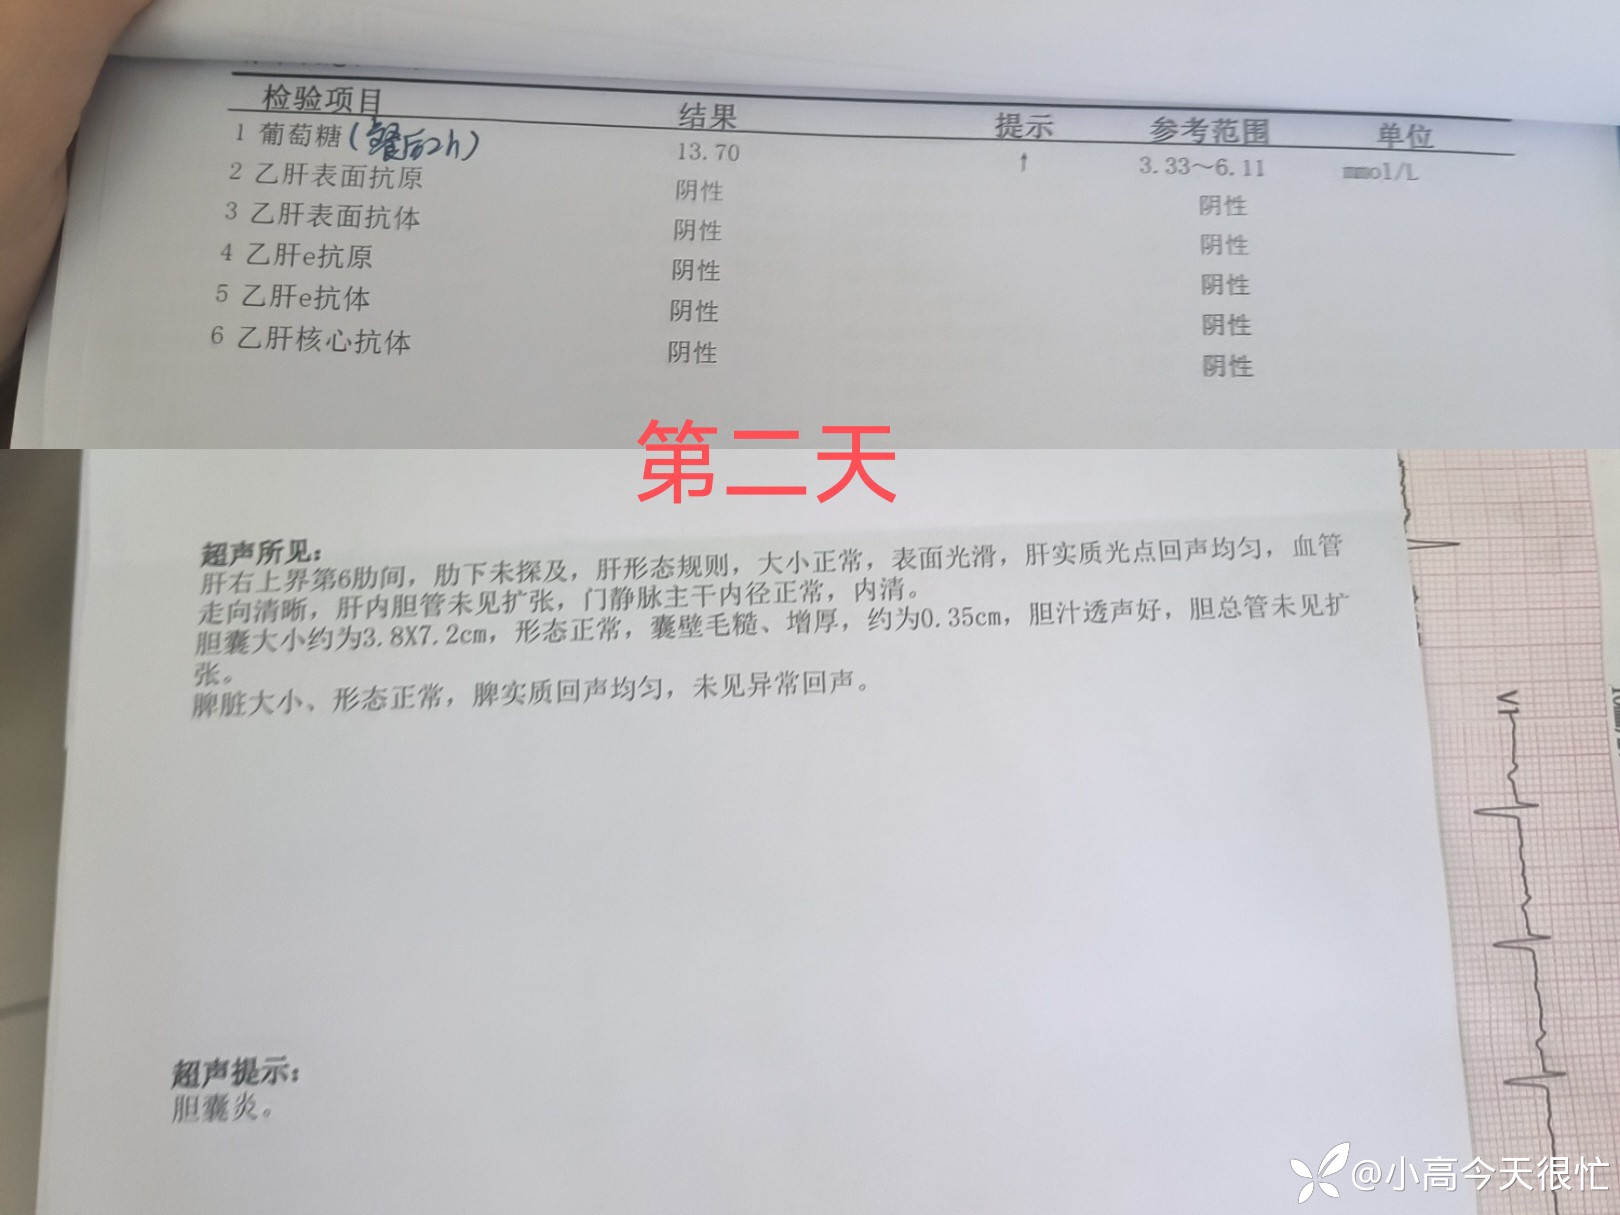 检验项目 结果 提示 参考范围 单位
1 葡萄糖(餐后2h) 13.70 ↑ 3.33~6.11 mmol/L
2 乙肝表面抗原 阴性 阴性
3 乙肝表面抗体 阴性 阴性
4 乙肝e抗原 阴性 阴性
5 乙肝e抗体 阴性 阴性
6 乙肝核心抗体 阴性 阴性
第二天
超声所见:
肝右上界第6肋间，肋下未探及，肝形态规则，大小正常，表面光滑，肝实质光点回声均匀，血管
走向清晰，肝内胆管未见扩张，门静脉主干内径正常，内清。
胆囊大小约为3.8X7.2cm，形态正常，囊壁毛糙、增厚，约为0.35cm，胆汁透声好，胆总管未见扩
张。
脾脏大小、形态正常，脾实质回声均匀，未见异常回声。
V1
超声提示:
胆囊炎。
@小高今天很忙